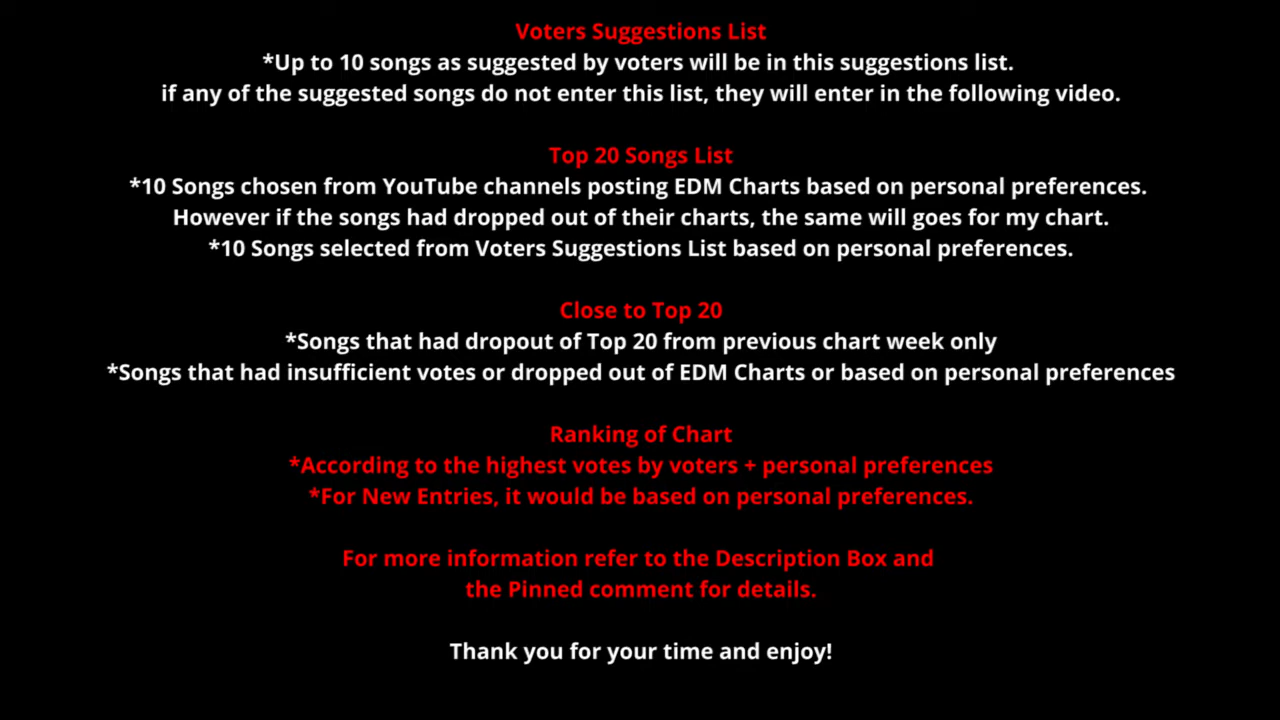 Voters Suggestions List
*Up to 10 songs as suggested by voters will be in this suggestions list.
if any of the suggested songs do not enter this list, they will enter in the following video.
Top 20 Songs List
*10 Songs chosen from YouTube channels posting EDM Charts based on personal preferences.
However if the songs had dropped out of their charts, the same will goes for my chart.
*10 Songs selected from Voters Suggestions List based on personal preferences.
Close to Top 20
*Songs that had dropout of Top 20 from previous chart week only
*Songs that had insufficient votes or dropped out of EDM Charts or based on personal preferences
Ranking of Chart
*According to the highest votes by voters + personal preferences
*For New Entries, it would be based on personal preferences.
For more information refer to the Description Box and
the Pinned comment for details.
Thank you for your time and enjoy!